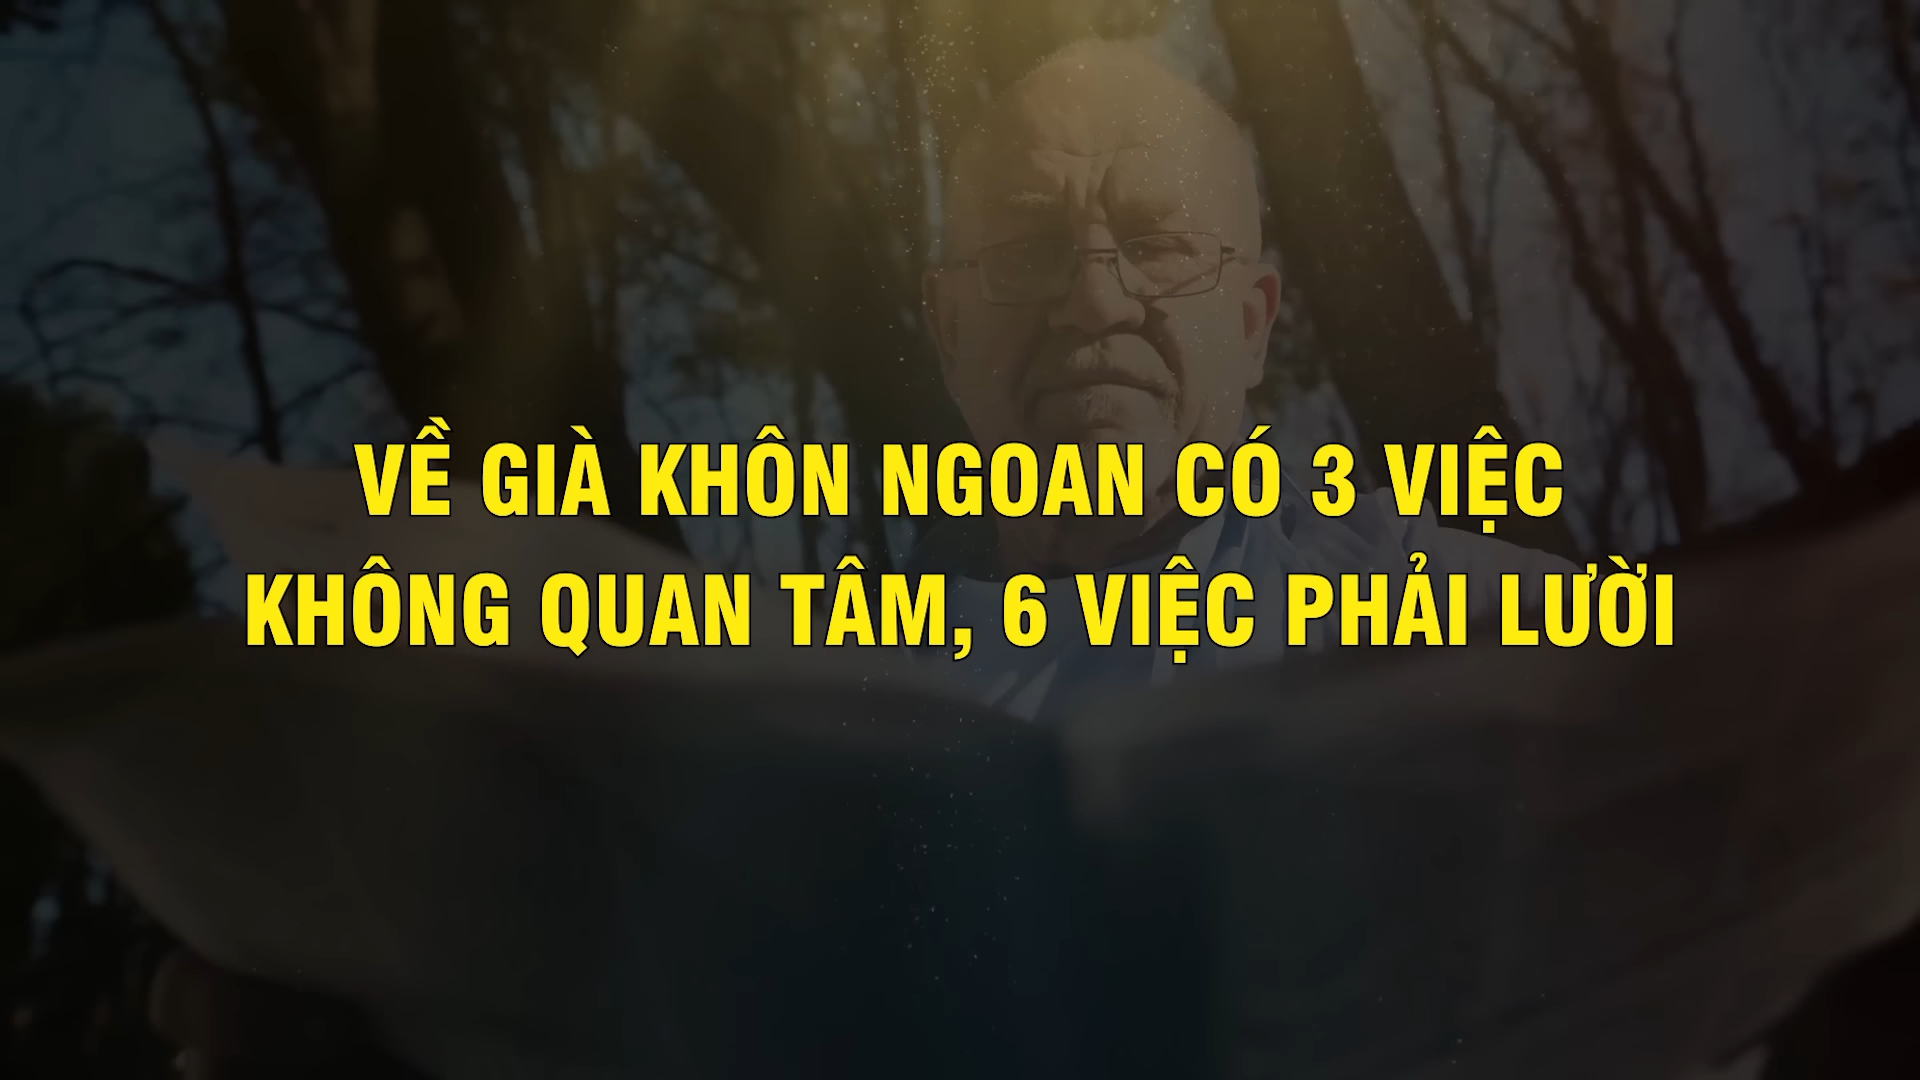 VỀ GIÀ KHÔN NGOAN CÓ 3 VIỆC
KHÔNG QUAN TÂM, 6 VIỆC PHẢI LƯỜI